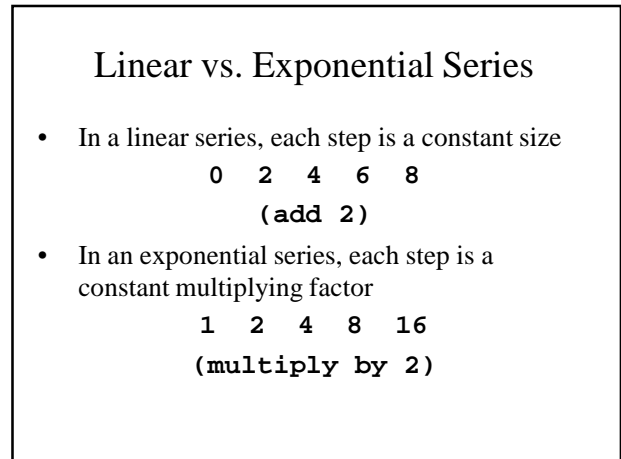 Linear vs. Exponential Series
• In a linear series, each step is a constant size
0 2 4 6 8
(add 2)
• In an exponential series, each step is a
constant multiplying factor
1 2 4 8 16
(multiply by 2)